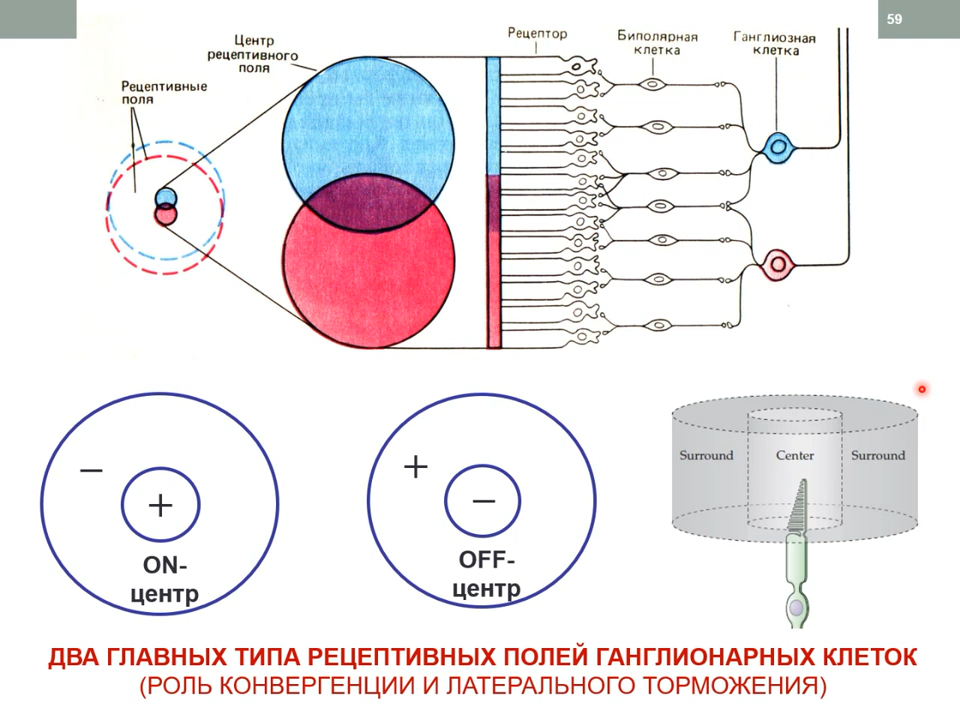 59
Центр
рецептивного
поля
Рецептор
Биполярная
клетка
Ганглиозная
клетка
Рецептивные
поля
–
+
ON-
центр
+
–
OFF-
центр
Surround
Center
Surround
ДВА ГЛАВНЫХ ТИПА РЕЦЕПТИВНЫХ ПОЛЕЙ ГАНГЛИОНАРНЫХ КЛЕТОК
(РОЛЬ КОНВЕРГЕНЦИИ И ЛАТЕРАЛЬНОГО ТОРМОЖЕНИЯ)